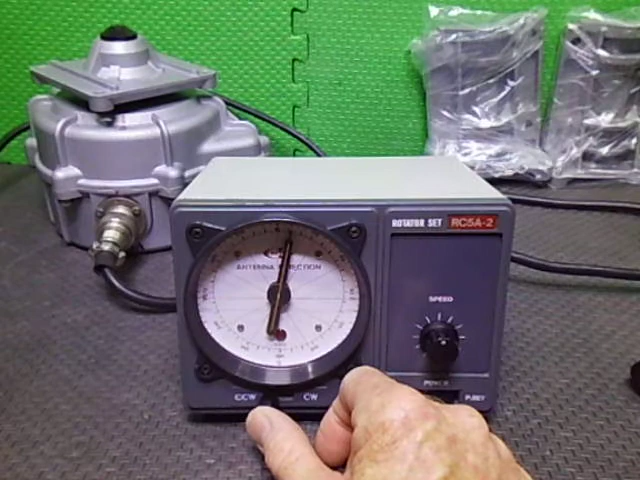 ROTATOR SET RC5A-2
ANTENNA DIRECTION
SPEED
POWER
CCW CW
P.SET